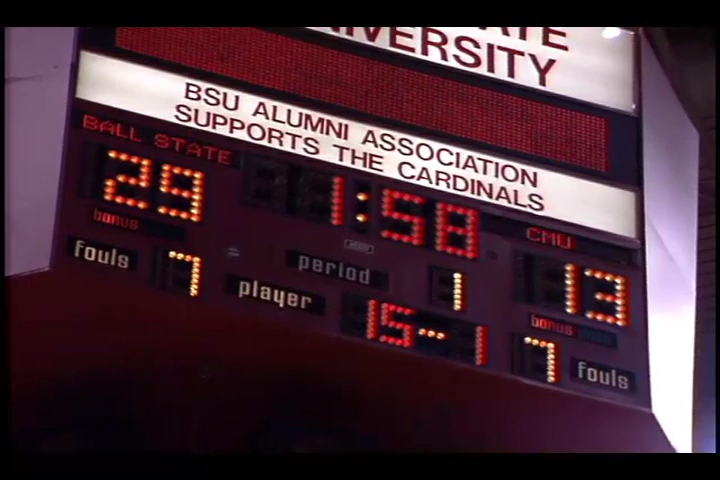 UNIVERSITY
BSU ALUMNI ASSOCIATION
SUPPORTS THE CARDINALS
BALL STATE
29
1:58
CMU
13
bonus
bonus
fouls
7
period
1
player
15-1
7
fouls